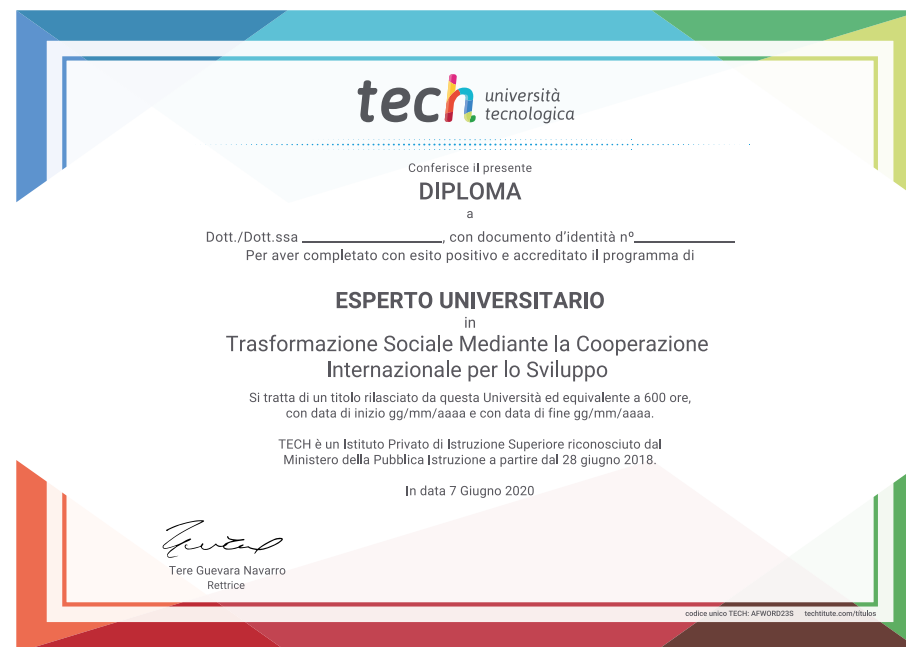 tech università
tecnologica
Conferisce il presente
DIPLOMA
a
Dott./Dott.ssa ____________________, con documento d'identità nº______________
Per aver completato con esito positivo e accreditato il programma di
ESPERTO UNIVERSITARIO
in
Trasformazione Sociale Mediante la Cooperazione
Internazionale per lo Sviluppo
Si tratta di un titolo rilasciato da questa Università ed equivalente a 600 ore,
con data di inizio gg/mm/aaaa e con data di fine gg/mm/aaaa.
TECH è un Istituto Privato di Istruzione Superiore riconosciuto dal
Ministero della Pubblica Istruzione a partire dal 28 giugno 2018.
In data 7 Giugno 2020
Tere Guevara Navarro
Rettrice
codice unico TECH: AFWORD23S techtitute.com/titulos